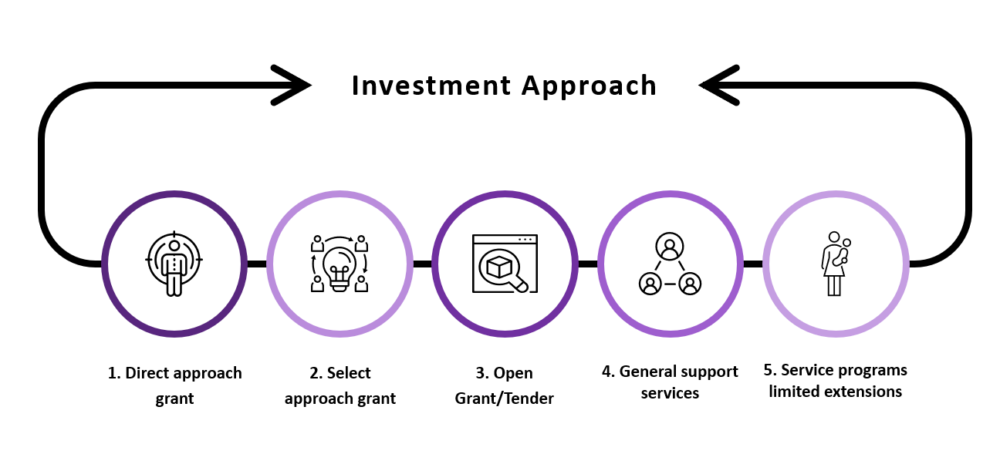 Investment Approach
1. Direct approach
grant
2. Select
approach grant
3. Open
Grant/Tender
4. General support
services
5. Service programs
limited extensions